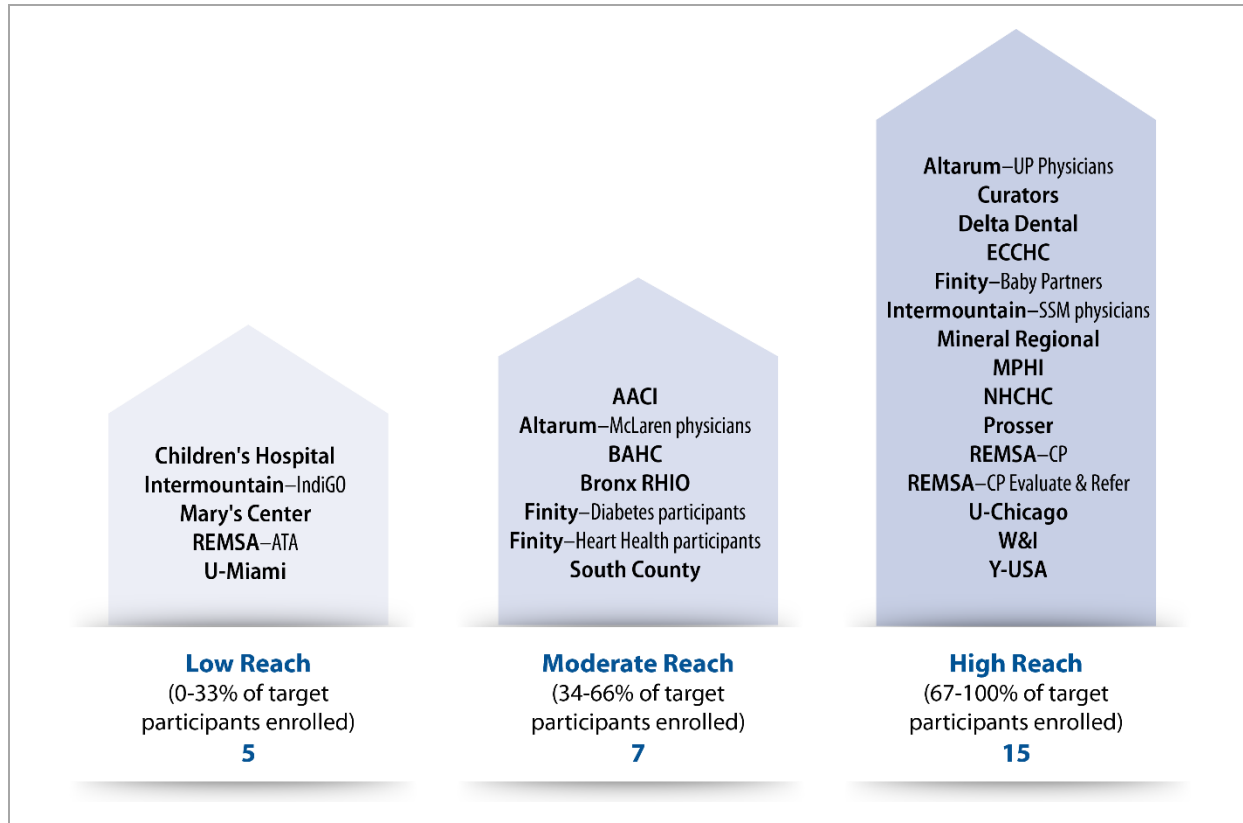 Children's Hospital
Intermountain–IndiGO
Mary's Center
REMSA–ATA
U-Miami
Low Reach
(0-33% of target
participants enrolled)
5
AACI
Altarum–McLaren physicians
BAHC
Bronx RHIO
Finity–Diabetes participants
Finity–Heart Health participants
South County
Moderate Reach
(34-66% of target
participants enrolled)
7
Altarum–UP Physicians
Curators
Delta Dental
ECCHC
Finity–Baby Partners
Intermountain–SSM physicians
Mineral Regional
MPHI
NHCHC
Prosser
REMSA–CP
REMSA–CP Evaluate & Refer
U-Chicago
W&I
Y-USA
High Reach
(67-100% of target
participants enrolled)
15